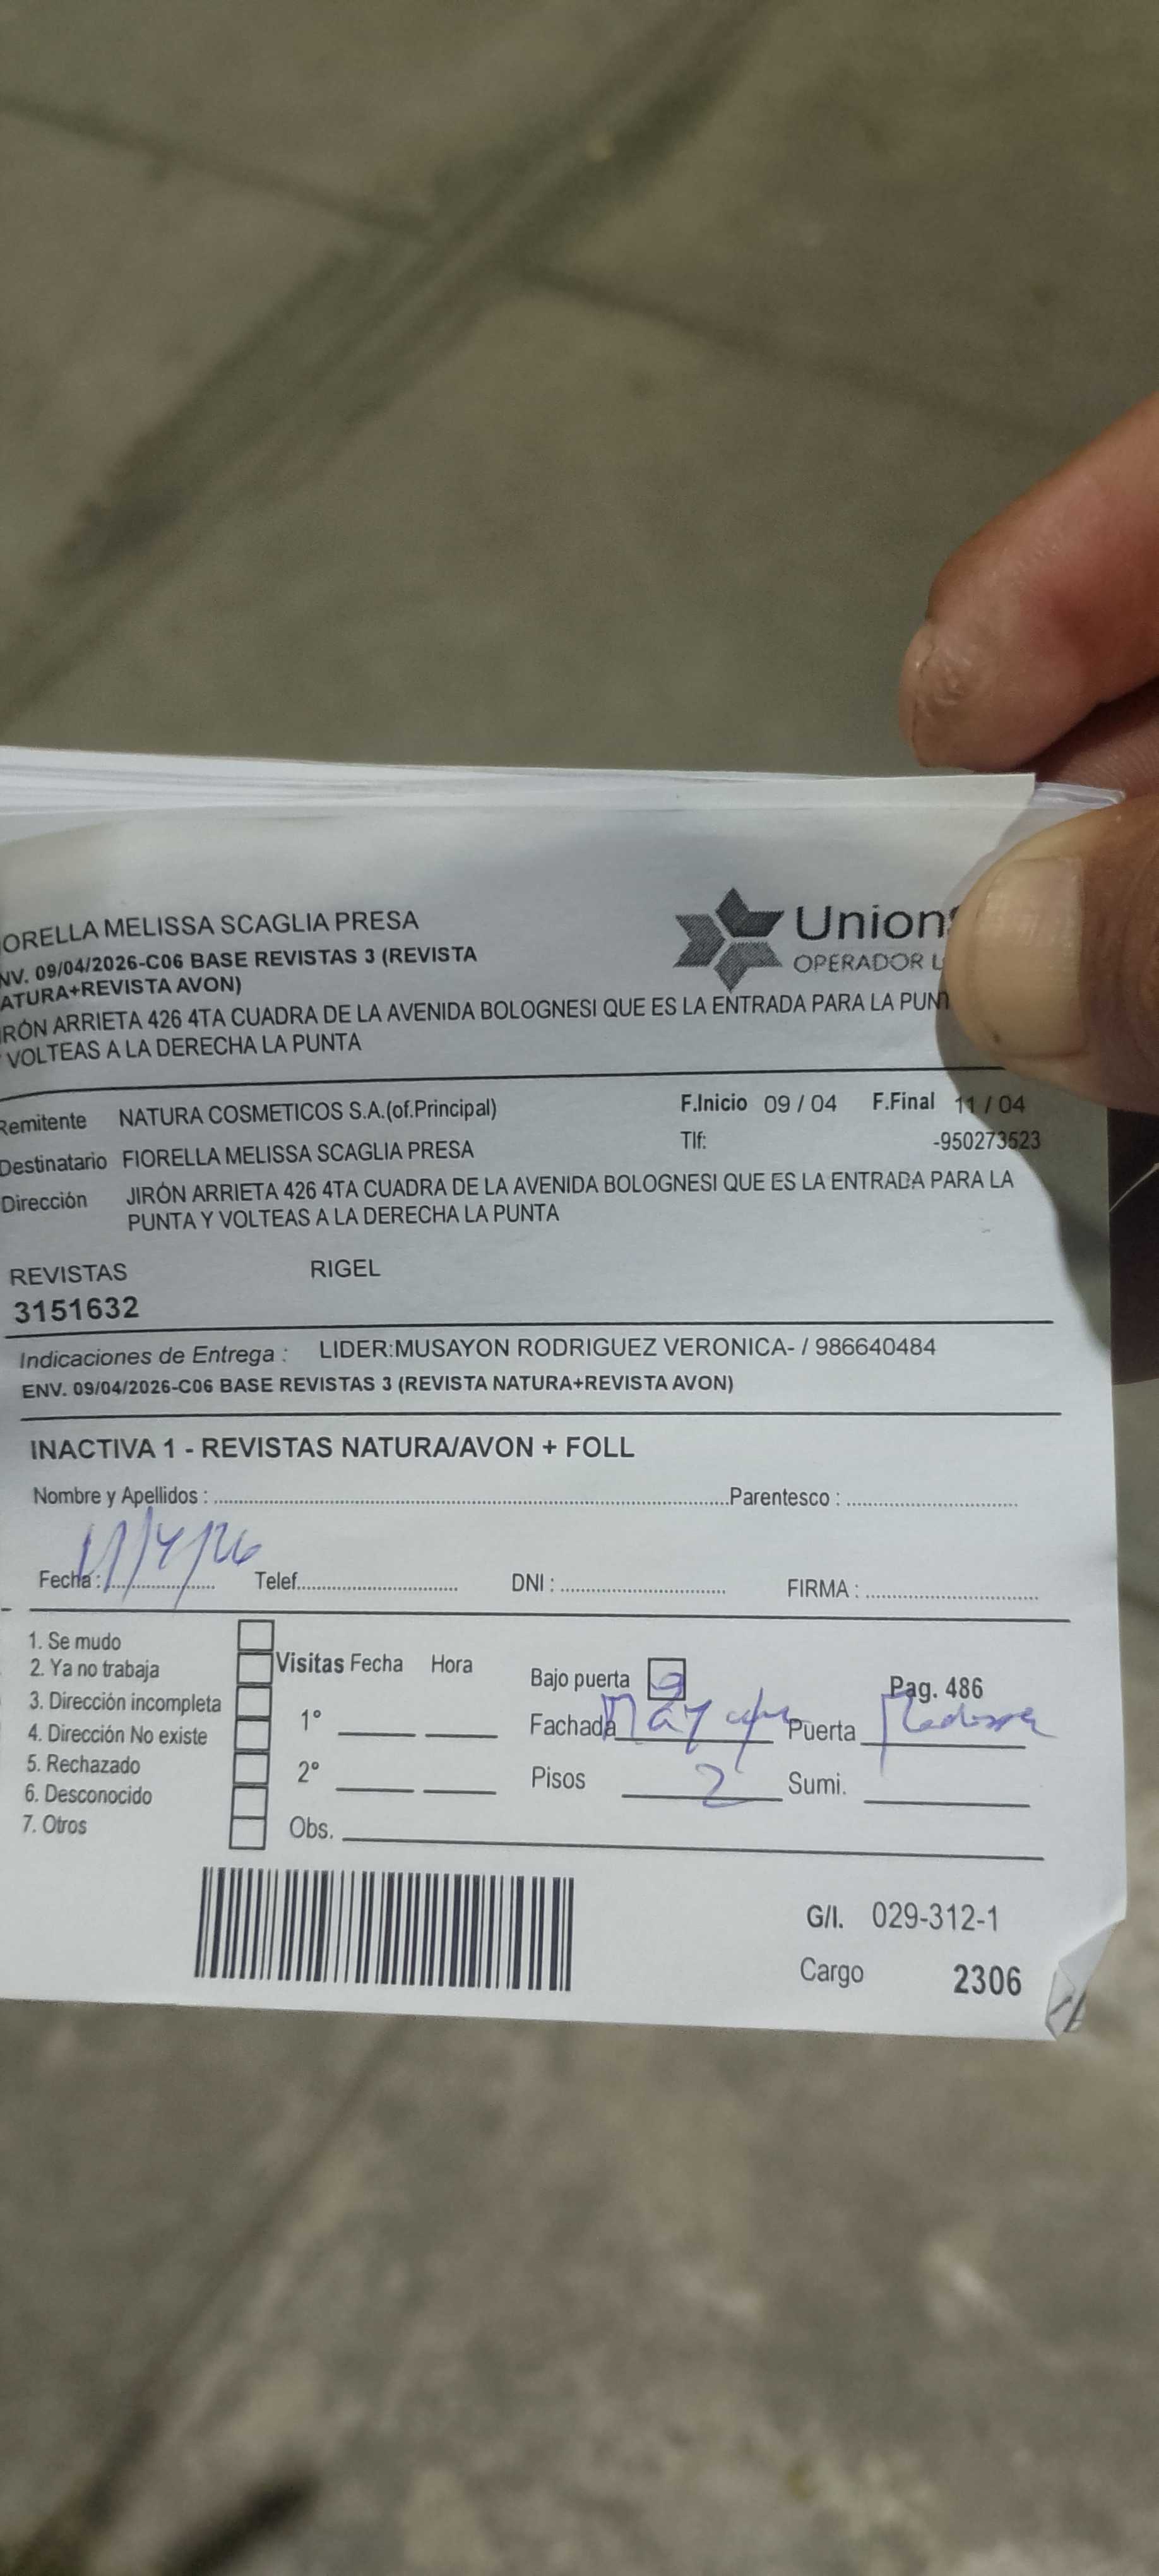 ORELLA MELISSA SCAGLIA PRESA
NV. 09/04/2026-C06 BASE REVISTAS 3 (REVISTA
ATURA+REVISTA AVON)
RÓN ARRIETA 426 4TA CUADRA DE LA AVENIDA BOLOGNESI QUE ES LA ENTRADA PARA LA PUN
VOLTEAS A LA DERECHA LA PUNTA
Union
OPERADOR L
Remitente NATURA COSMETICOS S.A.(of.Principal) F.Inicio 09 / 04 F.Final 11 / 04
Destinatario FIORELLA MELISSA SCAGLIA PRESA Tlf: -950273523
Dirección JIRÓN ARRIETA 426 4TA CUADRA DE LA AVENIDA BOLOGNESI QUE ES LA ENTRADA PARA LA
PUNTA Y VOLTEAS A LA DERECHA LA PUNTA
REVISTAS RIGEL
3151632
Indicaciones de Entrega : LIDER:MUSAYON RODRIGUEZ VERONICA- / 986640484
ENV. 09/04/2026-C06 BASE REVISTAS 3 (REVISTA NATURA+REVISTA AVON)
INACTIVA 1 - REVISTAS NATURA/AVON + FOLL
Nombre y Apellidos : Parentesco :
Fecha : 11/4/26 Telef. DNI : FIRMA :
1. Se mudo
2. Ya no trabaja
3. Dirección incompleta
4. Dirección No existe
5. Rechazado
6. Desconocido
7. Otros
Visitas Fecha Hora
1°
2°
Obs.
Bajo puerta Pag. 486
Fachada Puerta
Pisos 2 Sumi.
G/I. 029-312-1
Cargo 2306